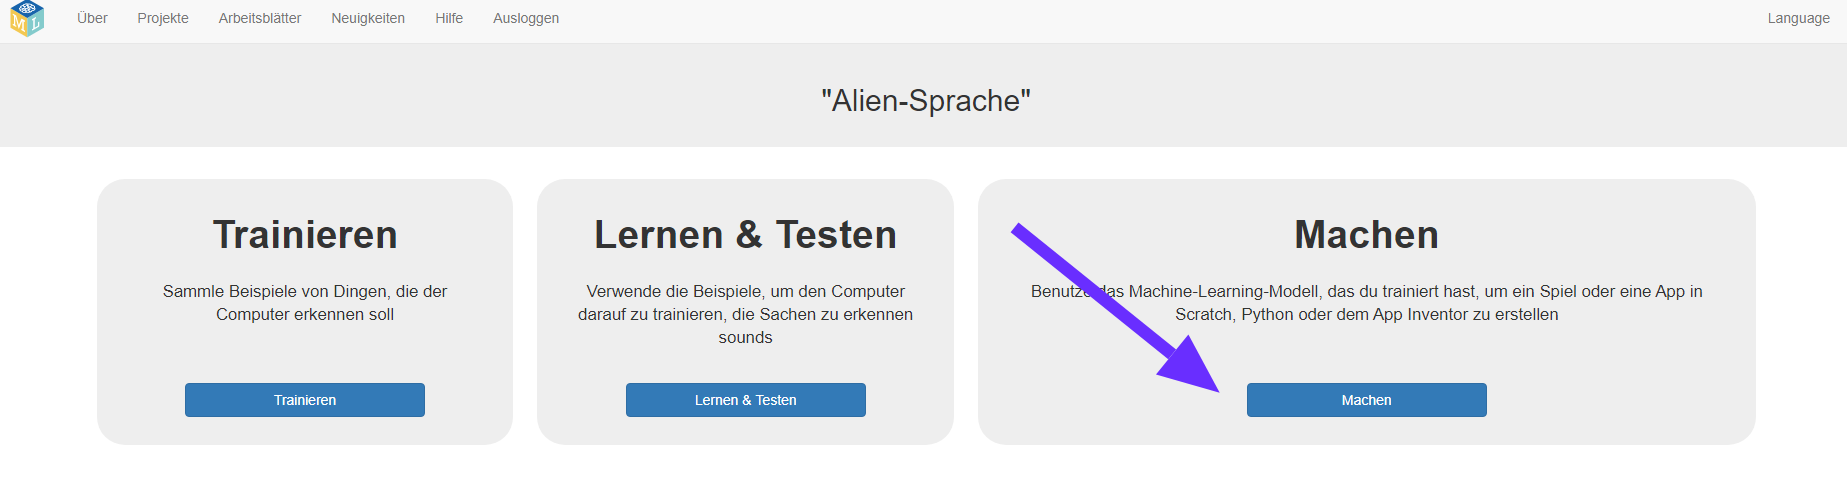 M L
Über Projekte Arbeitsblätter Neuigkeiten Hilfe Ausloggen Language
"Alien-Sprache"
Trainieren
Sammle Beispiele von Dingen, die der
Computer erkennen soll
Trainieren
Lernen & Testen
Verwende die Beispiele, um den Computer
darauf zu trainieren, die Sachen zu erkennen
sounds
Lernen & Testen
Machen
Benutze das Machine-Learning-Modell, das du trainiert hast, um ein Spiel oder eine App in
Scratch, Python oder dem App Inventor zu erstellen
Machen